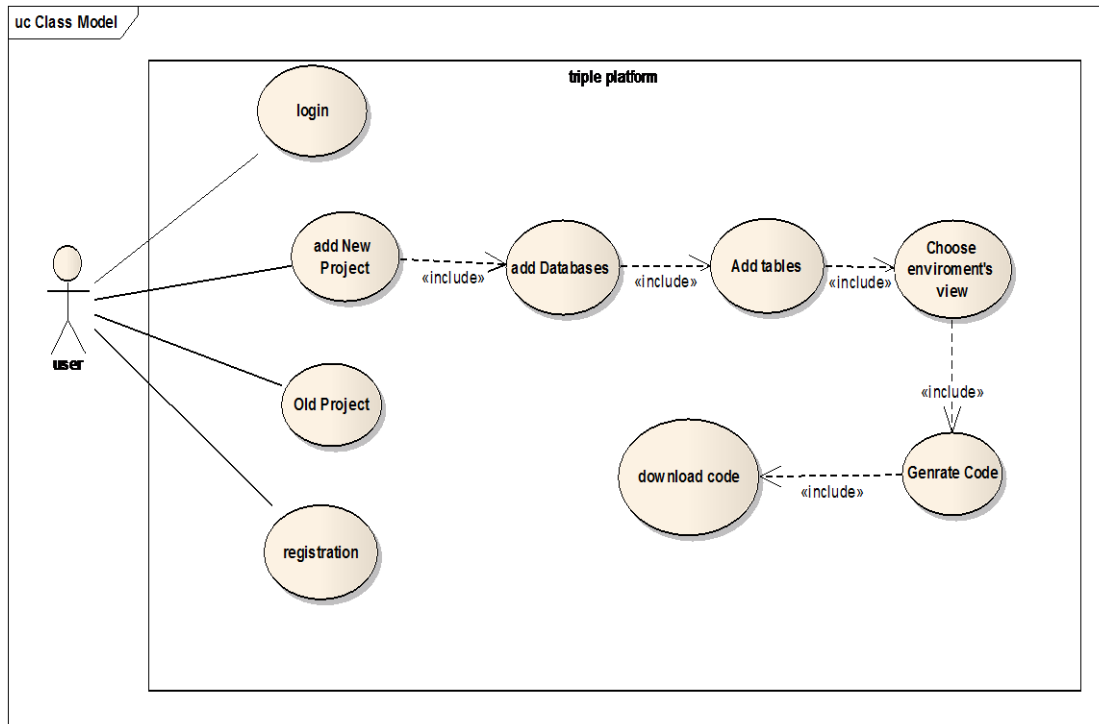 uc Class Model
triple platform
login
add New
Project
«include»
add Databases
«include»
Add tables
«include»
Choose
enviroment's
view
user
Old Project
«include»
download code
«include»
Genrate Code
registration